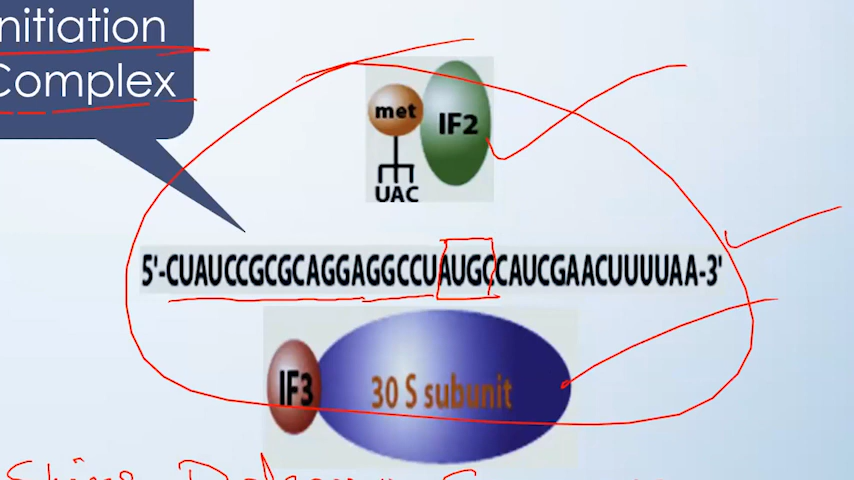 nitiation
Complex
met
IF2
UAC
5'-CUAUCCGCGCAGGAGGCCUAUGCCAUCGAACUUUUAA-3'
IF3
30 S subunit